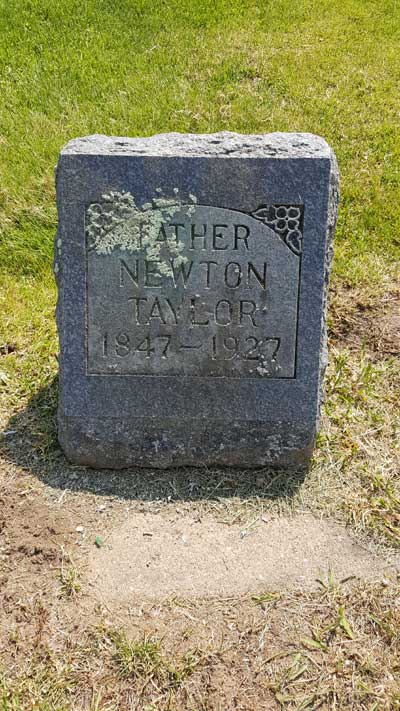 FATHER
NEWTON
TAYLOR
1847-1927